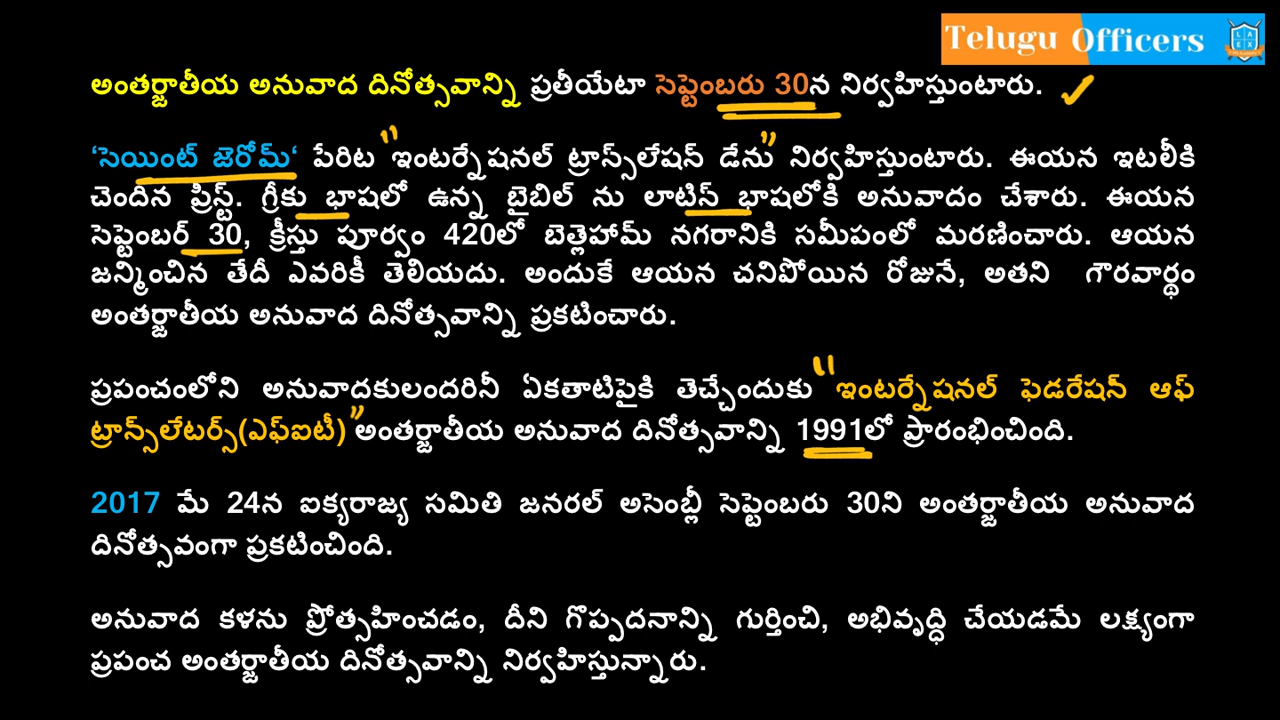 Telugu Officers
అంతర్జాతీయ అనువాద దినోత్సవాన్ని ప్రతీయేటా సెప్టెంబరు 30న నిర్వహిస్తుంటారు.
‘సెయింట్ జెరోమ్‘ పేరిట "ఇంటర్నేషనల్ ట్రాన్స్‌లేషన్ డేను" నిర్వహిస్తుంటారు. ఈయన ఇటలీకి
చెందిన ప్రీస్ట్. గ్రీకు భాషలో ఉన్న బైబిల్ ను లాటిన్ భాషలోకి అనువాదం చేశారు. ఈయన
సెప్టెంబర్ 30, క్రీస్తు పూర్వం 420లో బెత్లెహామ్ నగరానికి సమీపంలో మరణించారు. ఆయన
జన్మించిన తేదీ ఎవరికీ తెలియదు. అందుకే ఆయన చనిపోయిన రోజునే, అతని గౌరవార్థం
అంతర్జాతీయ అనువాద దినోత్సవాన్ని ప్రకటించారు.
ప్రపంచంలోని అనువాదకులందరినీ ఏకతాటిపైకి తెచ్చేందుకు "ఇంటర్నేషనల్ ఫెడరేషన్ ఆఫ్
ట్రాన్స్‌లేటర్స్(ఎఫ్ఐటీ)" అంతర్జాతీయ అనువాద దినోత్సవాన్ని 1991లో ప్రారంభించింది.
2017 మే 24న ఐక్యరాజ్య సమితి జనరల్ అసెంబ్లీ సెప్టెంబరు 30ని అంతర్జాతీయ అనువాద
దినోత్సవంగా ప్రకటించింది.
అనువాద కళను ప్రోత్సహించడం, దీని గొప్పదనాన్ని గుర్తించి, అభివృద్ధి చేయడమే లక్ష్యంగా
ప్రపంచ అంతర్జాతీయ దినోత్సవాన్ని నిర్వహిస్తున్నారు.